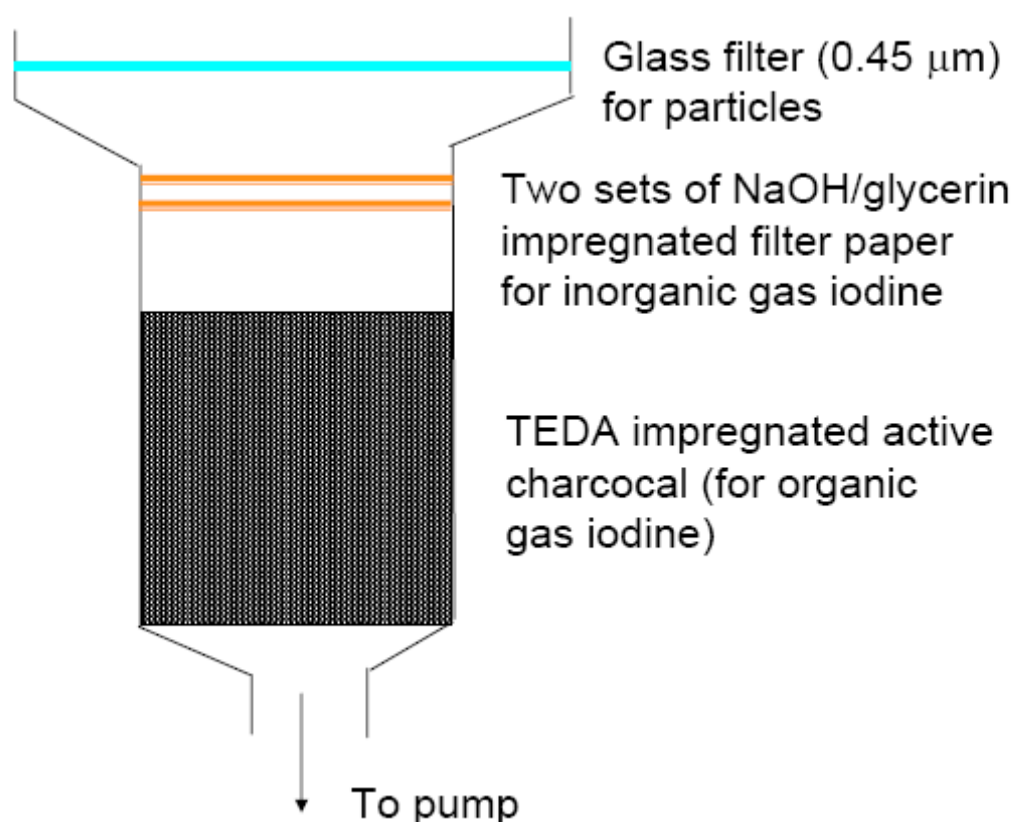 Glass filter (0.45 μm)
for particles
Two sets of NaOH/glycerin
impregnated filter paper
for inorganic gas iodine
TEDA impregnated active
charcocal (for organic
gas iodine)
To pump